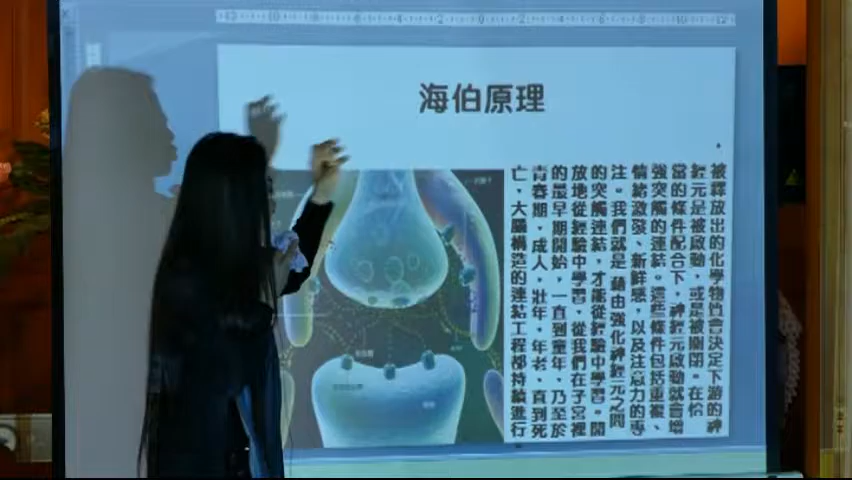 海伯原理
被釋放出的化學物質會決定下游的神
經元是被啟動，或是被關閉。在恰
當的條件配合下，神經元啟動就會增
強突觸的連結。這些條件包括重複、
情緒激發、新鮮感，以及注意力的專
注。我們就是 藉由強化神經元之間
的突觸連結，才能從經驗中學習。開
放地從經驗中學習，從我們在子宮裡
的最早期開始，一直到童年，乃至於
青春期，成人，壯年，年老、直到死
亡，大腦構造的連結工程都持續進行